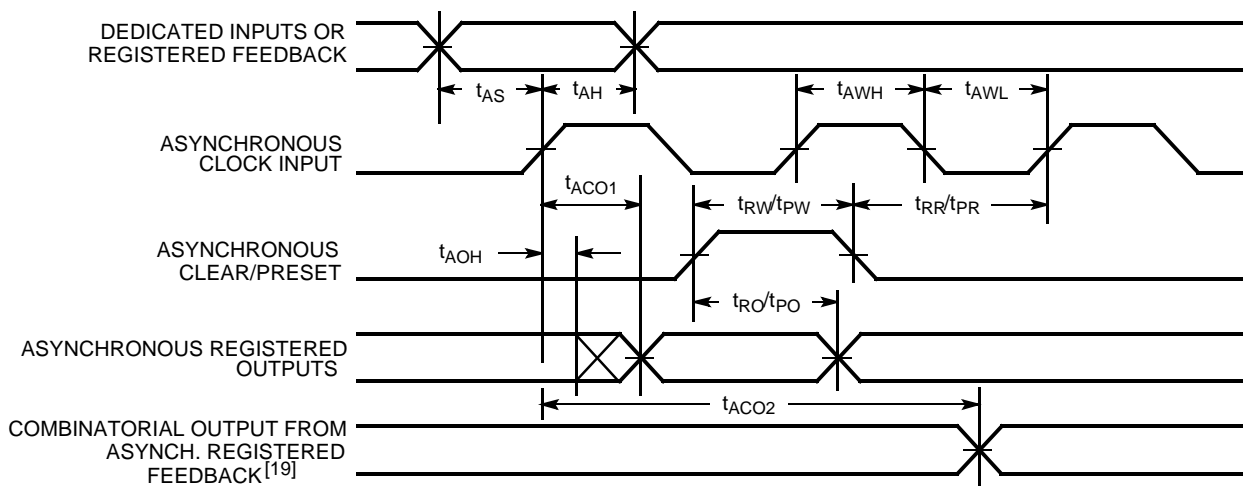 DEDICATED INPUTS OR
REGISTERED FEEDBACK
tAS
tAH
tAWH
tAWL
ASYNCHRONOUS
CLOCK INPUT
tACO1
tRW/tPW
tRR/tPR
tAOH
ASYNCHRONOUS
CLEAR/PRESET
tRO/tPO
ASYNCHRONOUS REGISTERED
OUTPUTS
tACO2
COMBINATORIAL OUTPUT FROM
ASYNCH. REGISTERED
FEEDBACK[19]